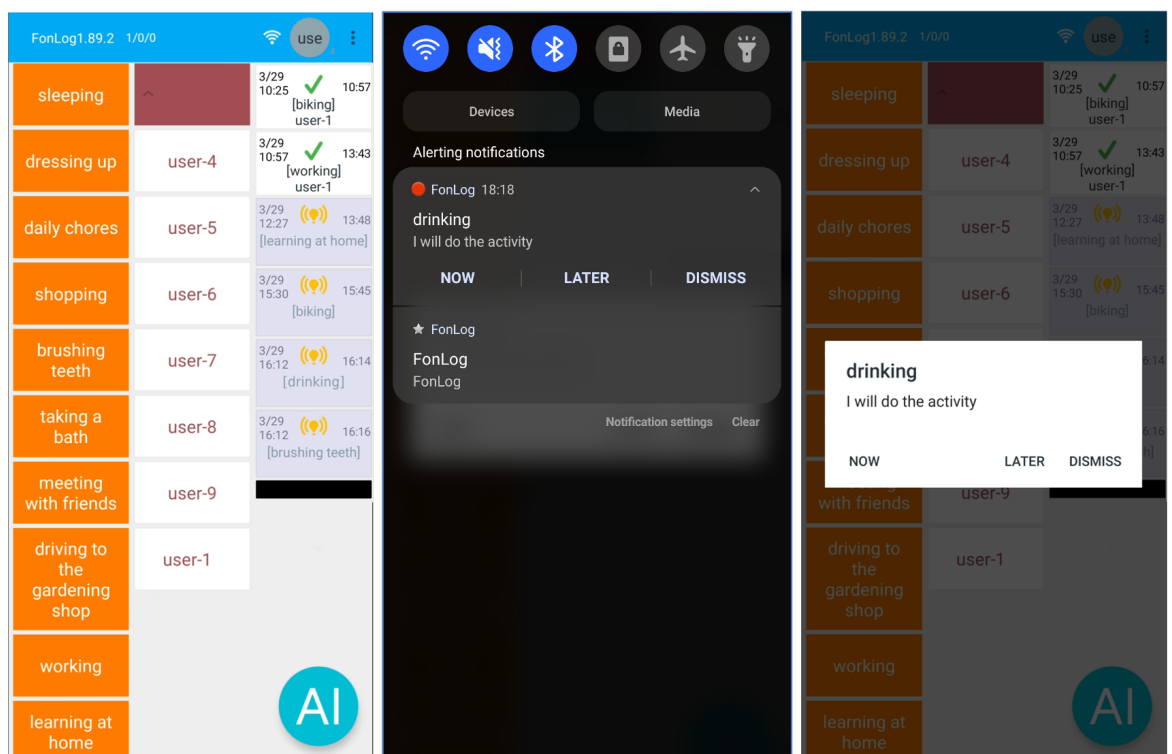 FonLog1.89.2 1/0/0
use
sleeping
dressing up
daily chores
shopping
brushing
teeth
taking a
bath
meeting
with friends
driving to
the
gardening
shop
working
learning at
home
user-4
user-5
user-6
user-7
user-8
user-9
user-1
3/29
10:25 10:57
[biking]
user-1
3/29
10:57 13:43
[working]
user-1
3/29
12:27 13:48
[learning at home]
3/29
15:30 15:45
[biking]
3/29
16:12 16:14
[drinking]
3/29
16:12 16:16
[brushing teeth]
AI
Devices Media
Alerting notifications
FonLog 18:18
drinking
I will do the activity
NOW LATER DISMISS
FonLog
FonLog
FonLog
Notification settings Clear
FonLog1.89.2 1/0/0
use
sleeping
dressing up
daily chores
shopping
with friends
driving to
the
gardening
shop
working
learning at
home
user-4
user-5
user-6
user-9
user-1
3/29
10:25 10:57
[biking]
user-1
3/29
10:57 13:43
[working]
user-1
3/29
12:27 13:48
[learning at home]
3/29
15:30 15:45
[biking]
6:14
6:16
h]
drinking
I will do the activity
NOW LATER DISMISS
AI